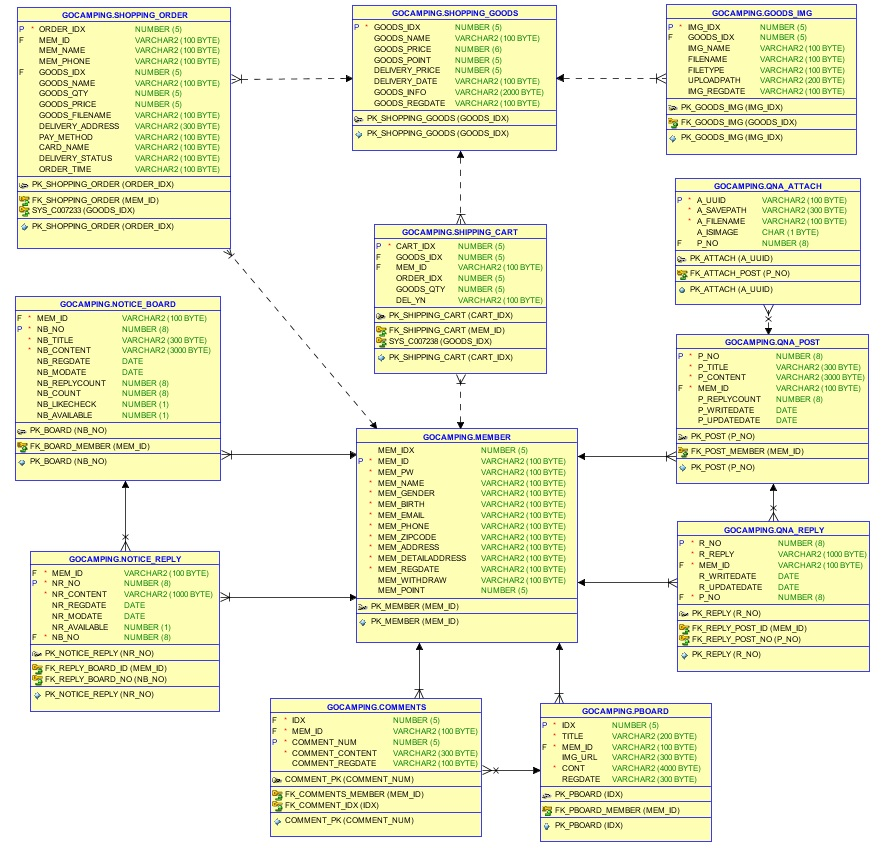 GOCAMPING.SHOPPING_ORDER
P * ORDER_IDX NUMBER (5)
F MEM_ID VARCHAR2 (100 BYTE)
MEM_NAME VARCHAR2 (100 BYTE)
MEM_PHONE VARCHAR2 (100 BYTE)
F GOODS_IDX NUMBER (5)
GOODS_NAME VARCHAR2 (100 BYTE)
GOODS_QTY NUMBER (5)
GOODS_PRICE NUMBER (5)
GOODS_FILENAME VARCHAR2 (100 BYTE)
DELIVERY_ADDRESS VARCHAR2 (300 BYTE)
PAY_METHOD VARCHAR2 (100 BYTE)
CARD_NAME VARCHAR2 (100 BYTE)
DELIVERY_STATUS VARCHAR2 (100 BYTE)
ORDER_TIME VARCHAR2 (100 BYTE)
PK_SHOPPING_ORDER (ORDER_IDX)
FK_SHOPPING_ORDER (MEM_ID)
SYS_C007233 (GOODS_IDX)
PK_SHOPPING_ORDER (ORDER_IDX)
GOCAMPING.SHOPPING_GOODS
P * GOODS_IDX NUMBER (5)
GOODS_NAME VARCHAR2 (100 BYTE)
GOODS_PRICE NUMBER (6)
GOODS_POINT NUMBER (5)
DELIVERY_PRICE NUMBER (5)
DELIVERY_DATE VARCHAR2 (100 BYTE)
GOODS_INFO VARCHAR2 (2000 BYTE)
GOODS_REGDATE VARCHAR2 (100 BYTE)
PK_SHOPPING_GOODS (GOODS_IDX)
PK_SHOPPING_GOODS (GOODS_IDX)
GOCAMPING.GOODS_IMG
P * IMG_IDX NUMBER (5)
F GOODS_IDX NUMBER (5)
IMG_NAME VARCHAR2 (100 BYTE)
FILENAME VARCHAR2 (100 BYTE)
FILETYPE VARCHAR2 (100 BYTE)
UPLOADPATH VARCHAR2 (200 BYTE)
IMG_REGDATE VARCHAR2 (100 BYTE)
PK_GOODS_IMG (IMG_IDX)
FK_GOODS_IMG (GOODS_IDX)
PK_GOODS_IMG (IMG_IDX)
GOCAMPING.QNA_ATTACH
P * A_UUID VARCHAR2 (100 BYTE)
* A_SAVEPATH VARCHAR2 (300 BYTE)
* A_FILENAME VARCHAR2 (100 BYTE)
A_ISIMAGE CHAR (1 BYTE)
F P_NO NUMBER (8)
PK_ATTACH (A_UUID)
FK_ATTACH_POST (P_NO)
PK_ATTACH (A_UUID)
GOCAMPING.SHIPPING_CART
P * CART_IDX NUMBER (5)
F GOODS_IDX NUMBER (5)
F MEM_ID VARCHAR2 (100 BYTE)
ORDER_IDX NUMBER (5)
GOODS_QTY NUMBER (5)
DEL_YN VARCHAR2 (100 BYTE)
PK_SHIPPING_CART (CART_IDX)
FK_SHIPPING_CART (MEM_ID)
SYS_C007238 (GOODS_IDX)
PK_SHIPPING_CART (CART_IDX)
GOCAMPING.NOTICE_BOARD
F * MEM_ID VARCHAR2 (100 BYTE)
P * NB_NO NUMBER (8)
* NB_TITLE VARCHAR2 (300 BYTE)
* NB_CONTENT VARCHAR2 (3000 BYTE)
NB_REGDATE DATE
NB_MODATE DATE
NB_REPLYCOUNT NUMBER (8)
NB_COUNT NUMBER (8)
NB_LIKECHECK NUMBER (1)
NB_AVAILABLE NUMBER (1)
PK_BOARD (NB_NO)
FK_BOARD_MEMBER (MEM_ID)
PK_BOARD (NB_NO)
GOCAMPING.QNA_POST
P * P_NO NUMBER (8)
* P_TITLE VARCHAR2 (300 BYTE)
* P_CONTENT VARCHAR2 (3000 BYTE)
F * MEM_ID VARCHAR2 (100 BYTE)
P_REPLYCOUNT NUMBER (8)
P_WRITEDATE DATE
P_UPDATEDATE DATE
PK_POST (P_NO)
FK_POST_MEMBER (MEM_ID)
PK_POST (P_NO)
GOCAMPING.MEMBER
MEM_IDX NUMBER (5)
P * MEM_ID VARCHAR2 (100 BYTE)
* MEM_PW VARCHAR2 (100 BYTE)
* MEM_NAME VARCHAR2 (100 BYTE)
* MEM_GENDER VARCHAR2 (100 BYTE)
* MEM_BIRTH VARCHAR2 (100 BYTE)
* MEM_EMAIL VARCHAR2 (100 BYTE)
* MEM_PHONE VARCHAR2 (100 BYTE)
* MEM_ZIPCODE VARCHAR2 (100 BYTE)
* MEM_ADDRESS VARCHAR2 (100 BYTE)
* MEM_DETAILADDRESS VARCHAR2 (100 BYTE)
* MEM_REGDATE VARCHAR2 (100 BYTE)
MEM_WITHDRAW VARCHAR2 (100 BYTE)
MEM_POINT NUMBER (5)
PK_MEMBER (MEM_ID)
PK_MEMBER (MEM_ID)
GOCAMPING.QNA_REPLY
P * R_NO NUMBER (8)
* R_REPLY VARCHAR2 (1000 BYTE)
F * MEM_ID VARCHAR2 (100 BYTE)
R_WRITEDATE DATE
R_UPDATEDATE DATE
F * P_NO NUMBER (8)
PK_REPLY (R_NO)
FK_REPLY_POST_ID (MEM_ID)
FK_REPLY_POST_NO (P_NO)
PK_REPLY (R_NO)
GOCAMPING.NOTICE_REPLY
F * MEM_ID VARCHAR2 (100 BYTE)
P * NR_NO NUMBER (8)
* NR_CONTENT VARCHAR2 (1000 BYTE)
NR_REGDATE DATE
NR_MODATE DATE
NR_AVAILABLE NUMBER (1)
F * NB_NO NUMBER (8)
PK_NOTICE_REPLY (NR_NO)
FK_REPLY_BOARD_ID (MEM_ID)
FK_REPLY_BOARD_NO (NB_NO)
PK_NOTICE_REPLY (NR_NO)
GOCAMPING.COMMENTS
F * IDX NUMBER (5)
F * MEM_ID VARCHAR2 (100 BYTE)
P * COMMENT_NUM NUMBER (5)
* COMMENT_CONTENT VARCHAR2 (300 BYTE)
* COMMENT_REGDATE VARCHAR2 (100 BYTE)
COMMENT_PK (COMMENT_NUM)
FK_COMMENTS_MEMBER (MEM_ID)
FK_COMMENT_IDX (IDX)
COMMENT_PK (COMMENT_NUM)
GOCAMPING.PBOARD
P * IDX NUMBER (5)
* TITLE VARCHAR2 (200 BYTE)
F * MEM_ID VARCHAR2 (100 BYTE)
IMG_URL VARCHAR2 (300 BYTE)
* CONT VARCHAR2 (4000 BYTE)
REGDATE VARCHAR2 (300 BYTE)
PK_PBOARD (IDX)
FK_PBOARD_MEMBER (MEM_ID)
PK_PBOARD (IDX)